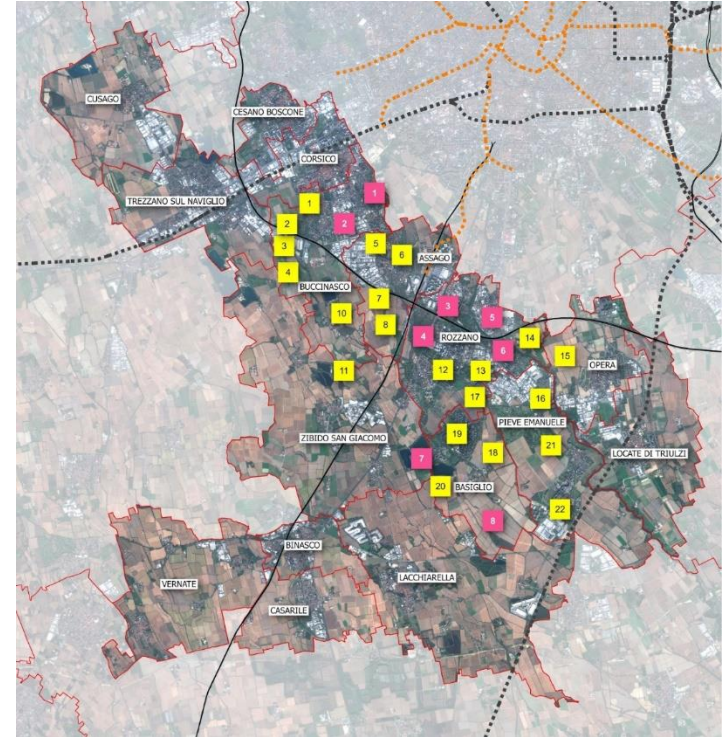 CUSAGO
CESANO BOSCONE
CORSICO
TREZZANO SUL NAVIGLIO
1
1
2
2
3
5
6
ASSAGO
4
BUCCINASCO
7
10
3
8
5
4
ROZZANO
14
6
15
OPERA
11
12
13
17
16
PIEVE EMANUELE
19
ZIBIDO SAN GIACOMO
21
18
LOCATE DI TRIULZI
7
20
BASIGLIO
22
8
BINASCO
LACCHIARELLA
VERNATE
CASARILE